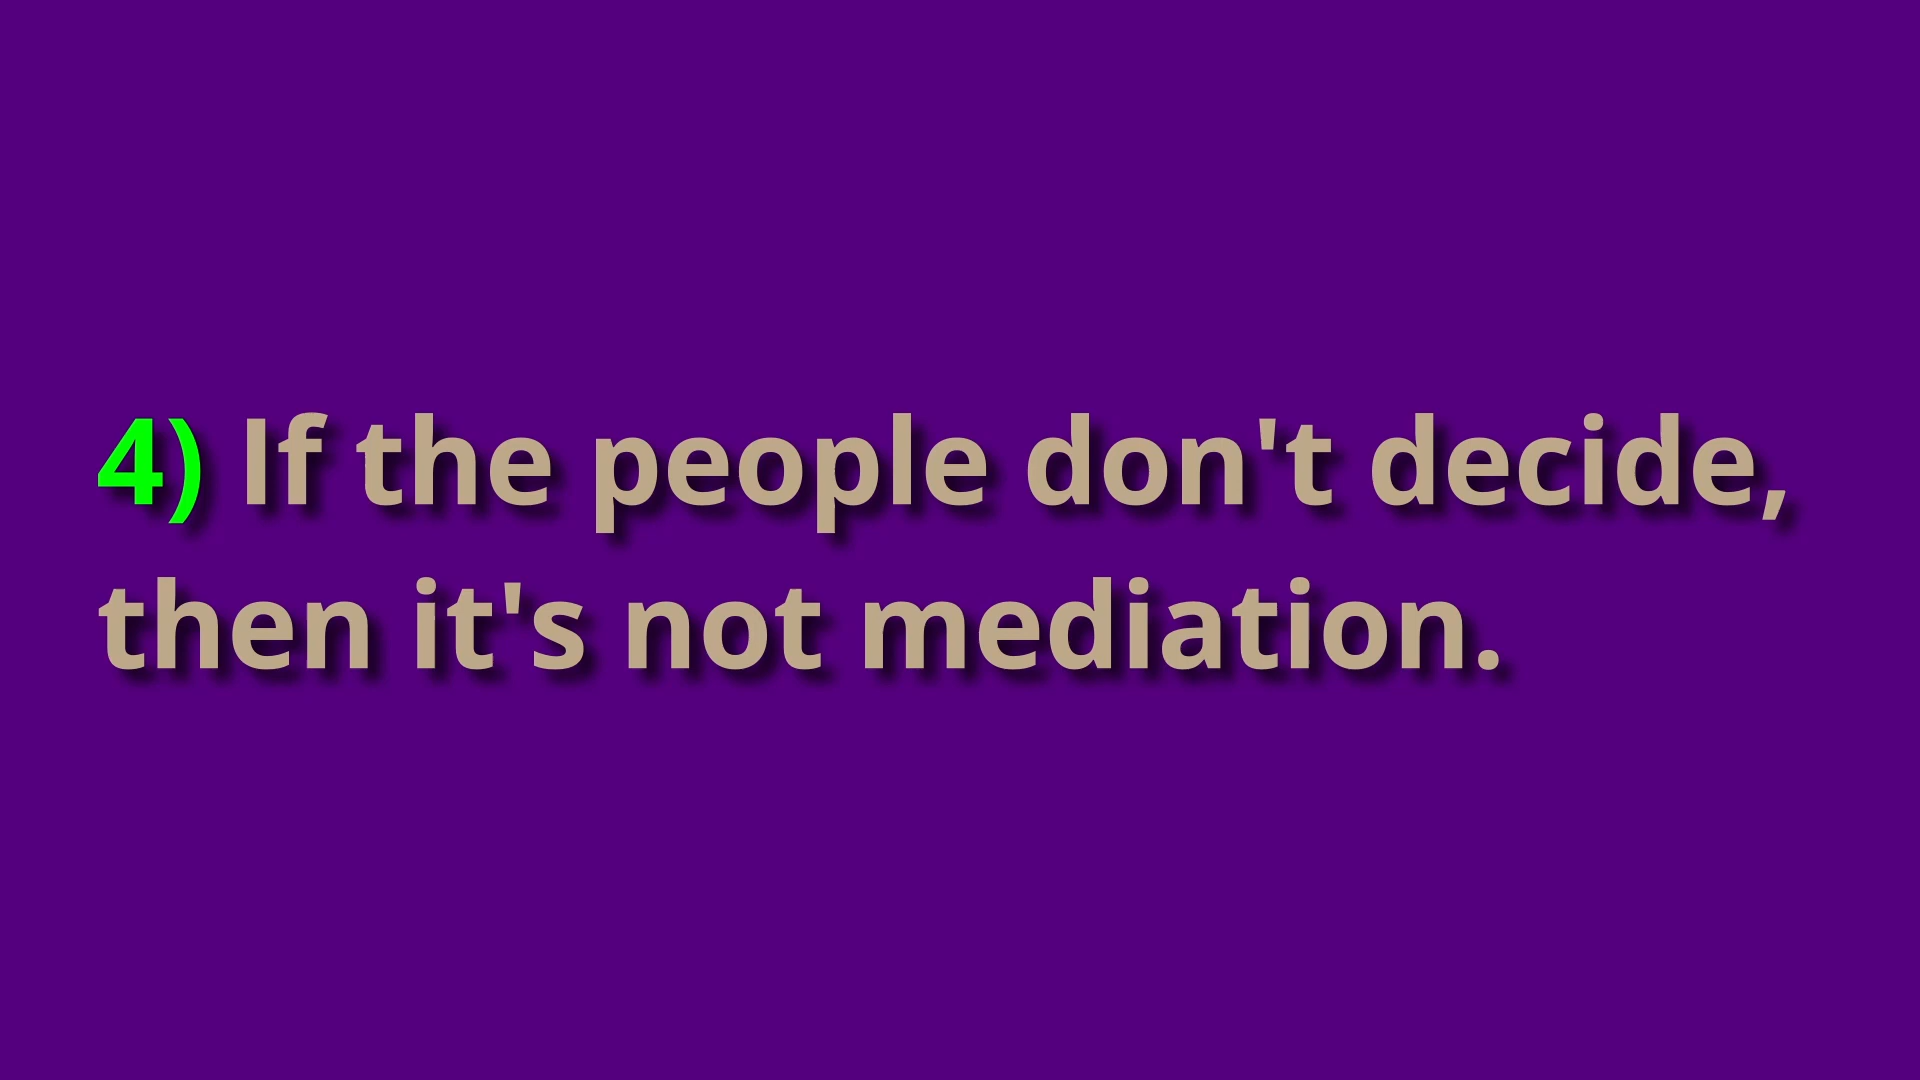 4) If the people don't decide,
then it's not mediation.